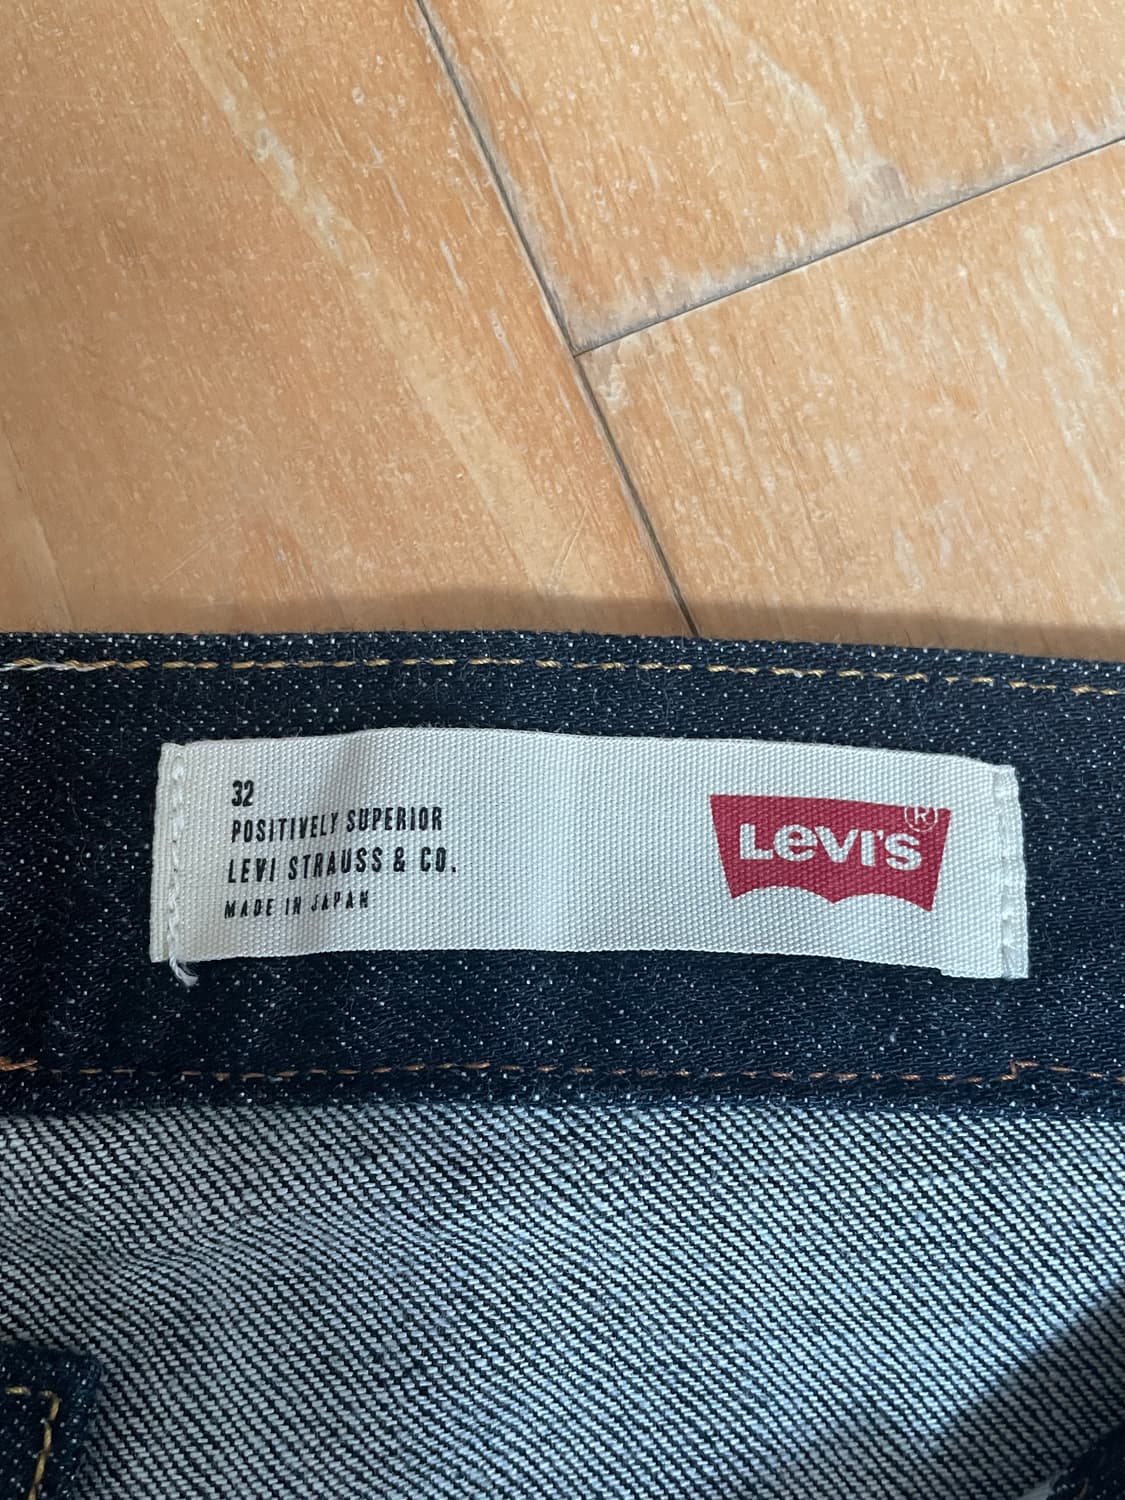 32
POSITIVELY SUPERIOR
LEVI STRAUSS & CO.
MADE IN JAPAN
LEVI'S®